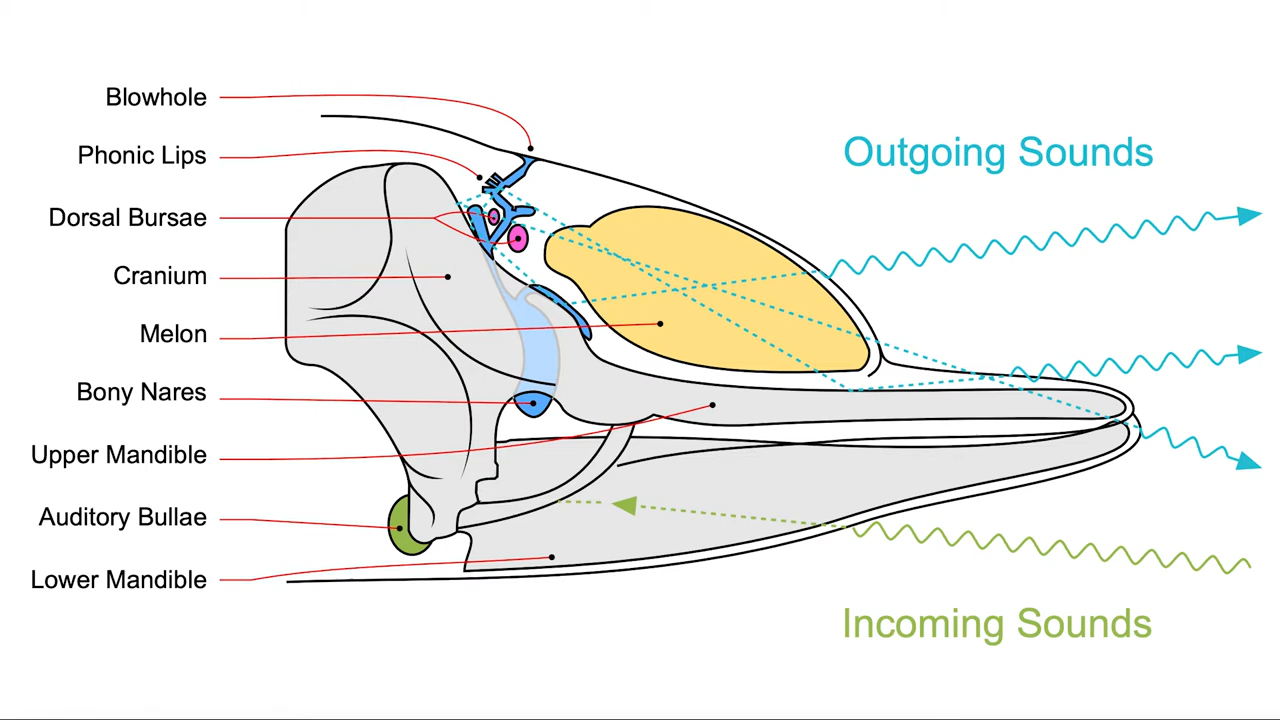 Blowhole
Phonic Lips
Dorsal Bursae
Cranium
Melon
Bony Nares
Upper Mandible
Auditory Bullae
Lower Mandible
Outgoing Sounds
Incoming Sounds